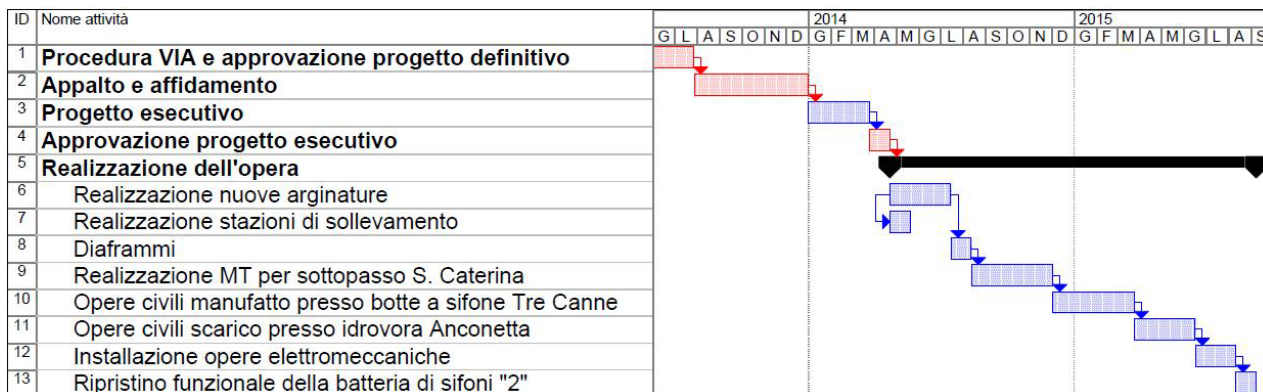 ID Nome attività 2014 2015
G L A S O N D G F M A M G L A S O N D G F M A M G L A S
1 Procedura VIA e approvazione progetto definitivo
2 Appalto e affidamento
3 Progetto esecutivo
4 Approvazione progetto esecutivo
5 Realizzazione dell'opera
6 Realizzazione nuove arginature
7 Realizzazione stazioni di sollevamento
8 Diaframmi
9 Realizzazione MT per sottopasso S. Caterina
10 Opere civili manufatto presso botte a sifone Tre Canne
11 Opere civili scarico presso idrovora Anconetta
12 Installazione opere elettromeccaniche
13 Ripristino funzionale della batteria di sifoni "2"